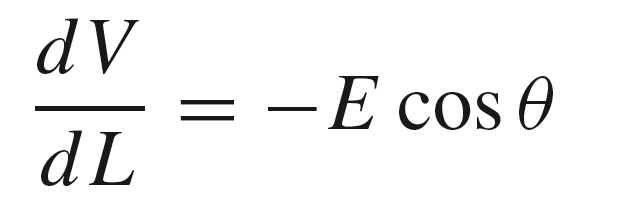 dV/dL = −E cos θ